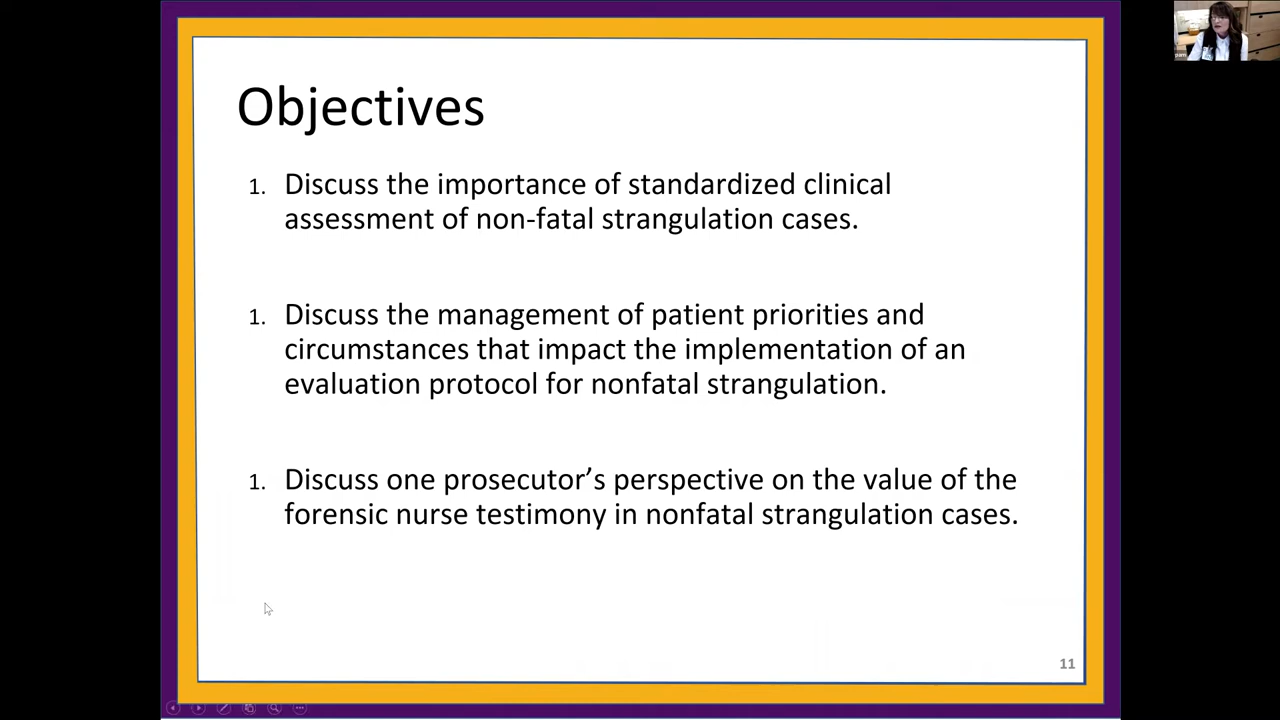 Objectives
1. Discuss the importance of standardized clinical
assessment of non-fatal strangulation cases.
1. Discuss the management of patient priorities and
circumstances that impact the implementation of an
evaluation protocol for nonfatal strangulation.
1. Discuss one prosecutor’s perspective on the value of the
forensic nurse testimony in nonfatal strangulation cases.
11